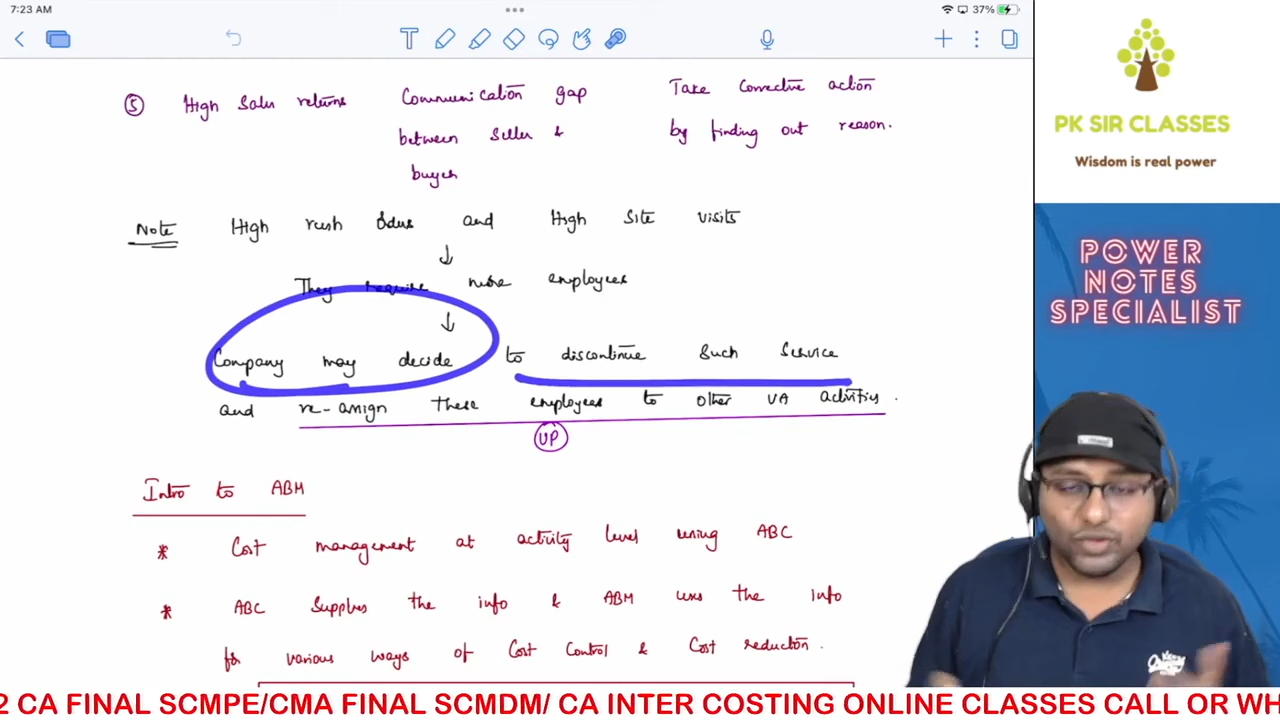 7:23 AM
37%
⑤ High Sales returns Communication gap Take corrective action
between seller & by finding out reason.
buyer
PK SIR CLASSES
Wisdom is real power
Note High rush Odus and High Site visits
They require more employees
Company may decide to discontinue Such Service
and re-assign These employees to other VA activities.
UP
POWER
NOTES
SPECIALIST
Intro to ABM
* Cost management at activity level using ABC
* ABC Supplies the info & ABM uses the info
for various ways of Cost Control & Cost reduction.
2 CA FINAL SCMPE/CMA FINAL SCMDM/ CA INTER COSTING ONLINE CLASSES CALL OR WH